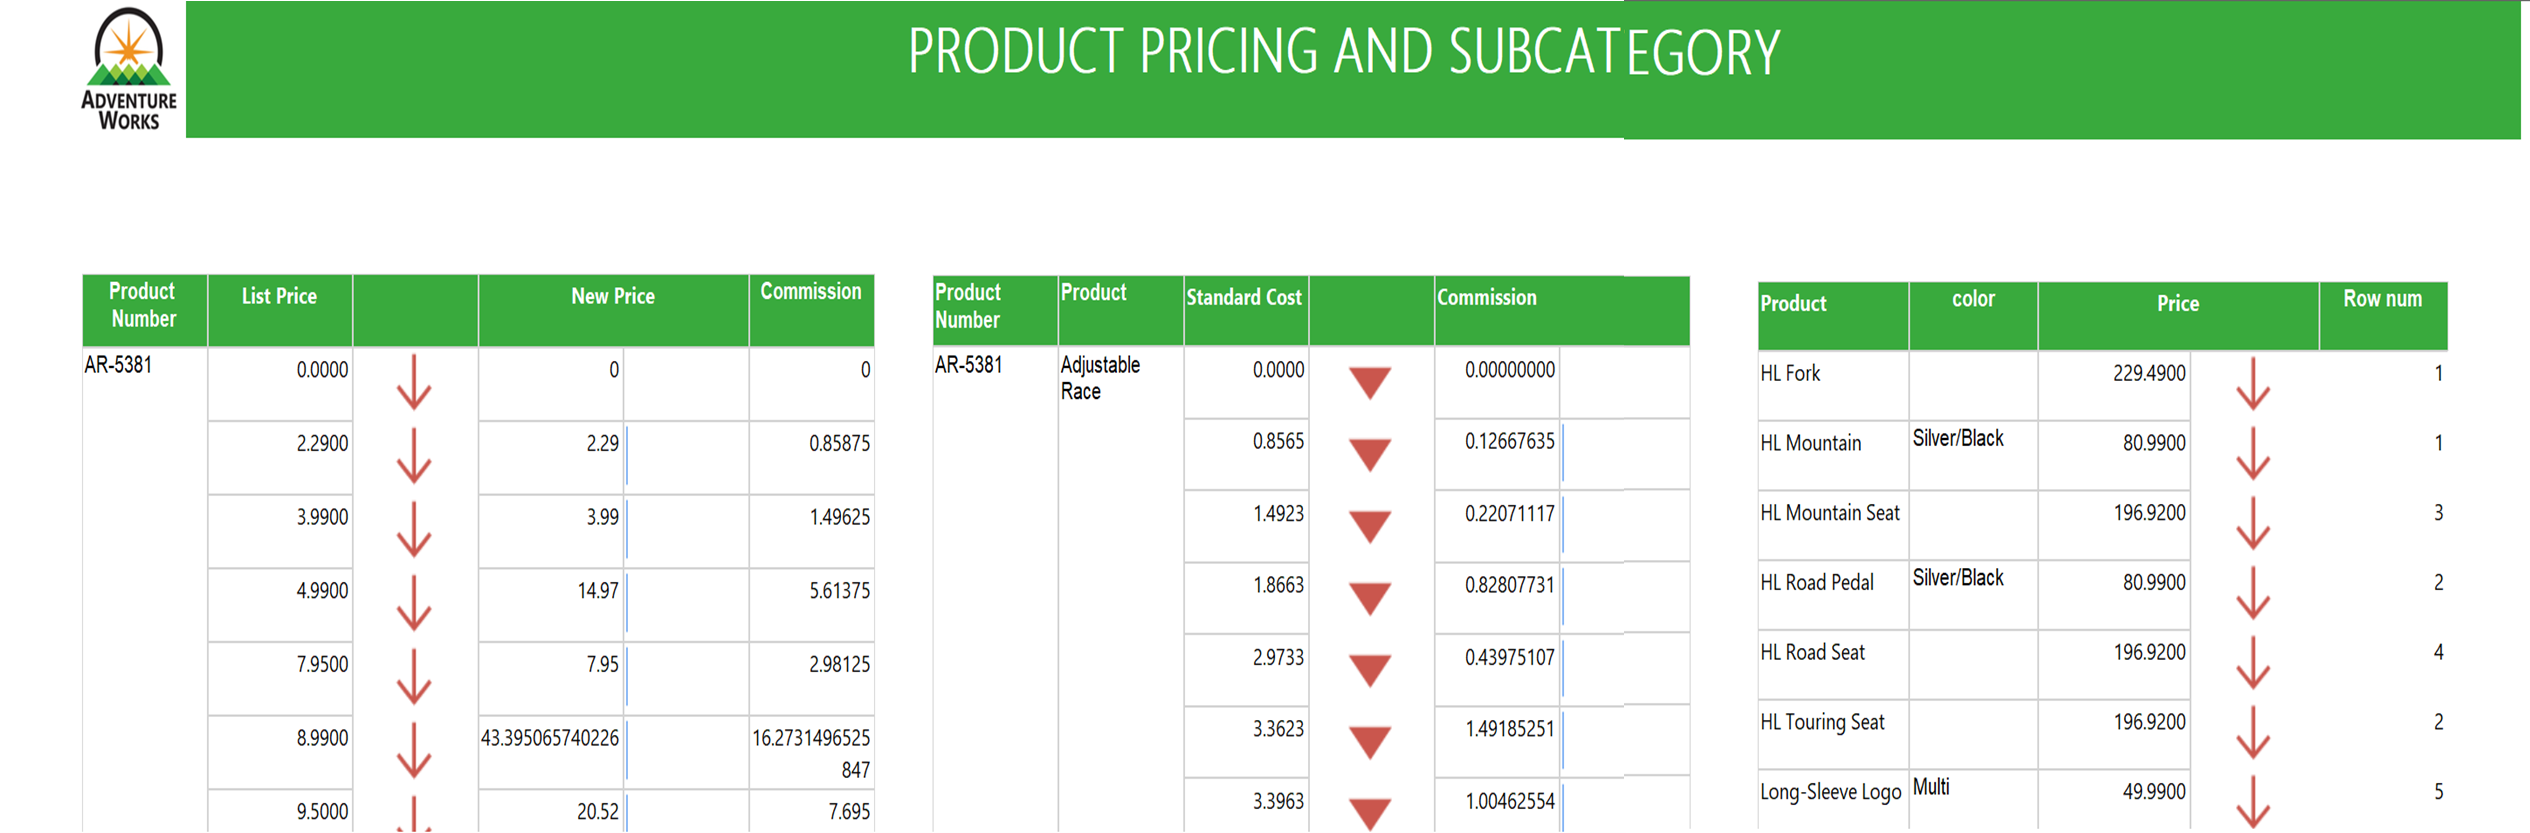 ADVENTURE
WORKS
PRODUCT PRICING AND SUBCATEGORY
Product Number List Price New Price Commission
AR-5381 0.0000 0 0
2.2900 2.29 0.85875
3.9900 3.99 1.49625
4.9900 14.97 5.61375
7.9500 7.95 2.98125
8.9900 43.395065740226 16.2731496525847
9.5000 20.52 7.695
Product Number Product Standard Cost Commission
AR-5381 Adjustable Race 0.0000 0.00000000
0.8565 0.12667635
1.4923 0.22071117
1.8663 0.82807731
2.9733 0.43975107
3.3623 1.49185251
3.3963 1.00462554
Product color Price Row num
HL Fork 229.4900 1
HL Mountain Silver/Black 80.9900 1
HL Mountain Seat 196.9200 3
HL Road Pedal Silver/Black 80.9900 2
HL Road Seat 196.9200 4
HL Touring Seat 196.9200 2
Long-Sleeve Logo Multi 49.9900 5